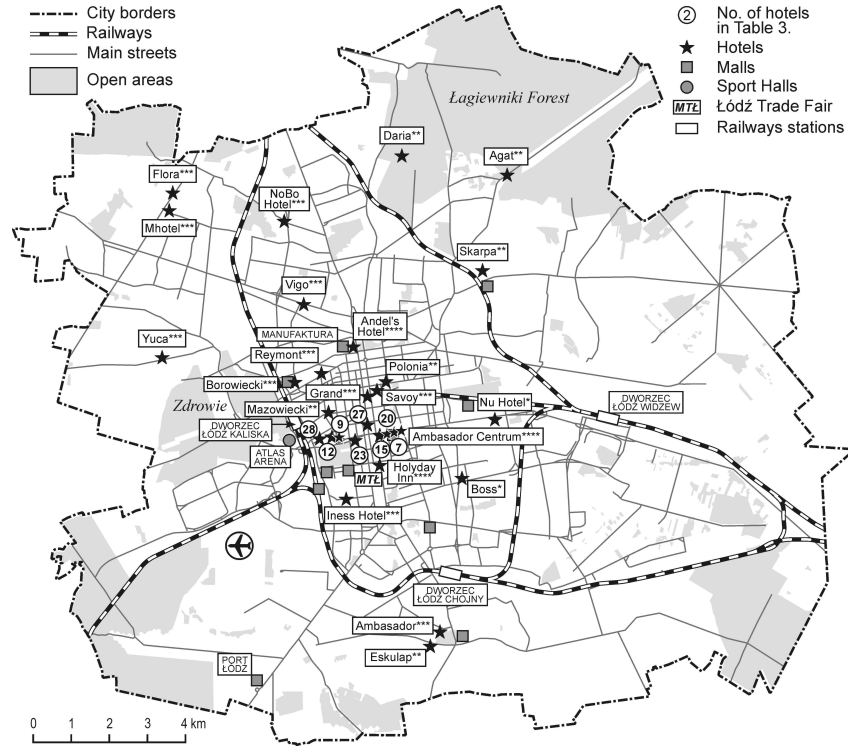 City borders
Railways
Main streets
Open areas
2 No. of hotels
in Table 3.
Hotels
Malls
Sport Halls
MTŁ Łódź Trade Fair
Railways stations
Łagiewniki Forest
Daria**
Agat**
Flora***
NoBo
Hotel***
Mhotel***
Skarpa**
Vigo***
Andel's
Hotel****
MANUFAKTURA
Yuca***
Reymont***
Polonia**
Borowiecki***
Grand***
Savoy***
Nu Hotel*
DWORZEC
ŁÓDŹ WIDZEW
Zdrowie
Mazowiecki**
27
20
DWORZEC
ŁÓDŹ KALISKA
28
9
Ambasador Centrum****
ATLAS
ARENA
12
23
15
7
MTŁ
Holyday
Inn****
Boss*
Iness Hotel***
DWORZEC
ŁÓDŹ CHOJNY
Ambasador***
Eskulap**
PORT
ŁÓDŹ
0 1 2 3 4 km